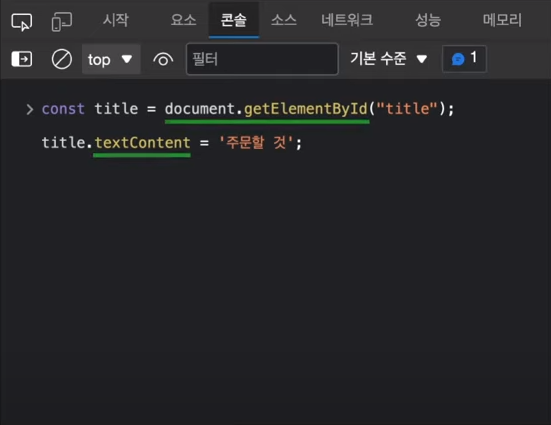 시작 요소 콘솔 소스 네트워크 성능 메모리
top 필터 기본 수준 1
const title = document.getElementById("title");
title.textContent = '주문할 것';